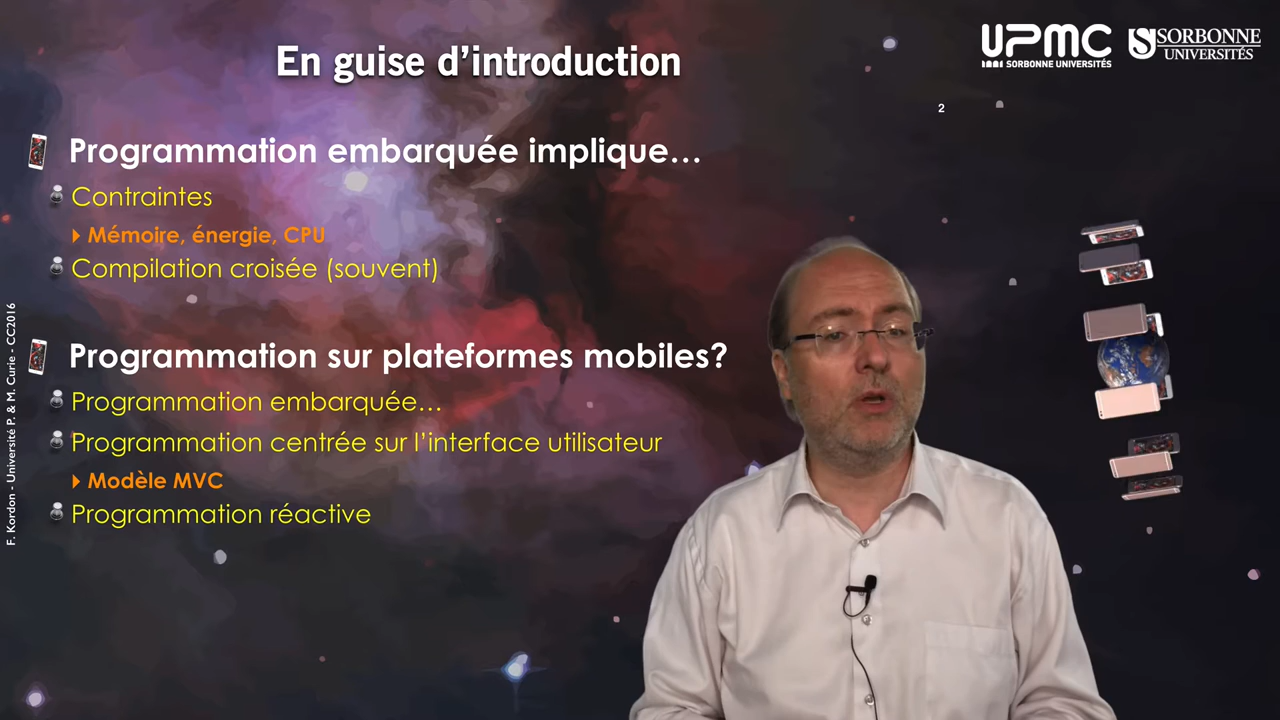 En guise d'introduction
UPMC
SORBONNE UNIVERSITÉS
SORBONNE
UNIVERSITÉS
2
Programmation embarquée implique…
Contraintes
Mémoire, énergie, CPU
Compilation croisée (souvent)
Programmation sur plateformes mobiles?
Programmation embarquée…
Programmation centrée sur l'interface utilisateur
Modèle MVC
Programmation réactive
F. Kordon - Université P. & M. Curie - CC2016